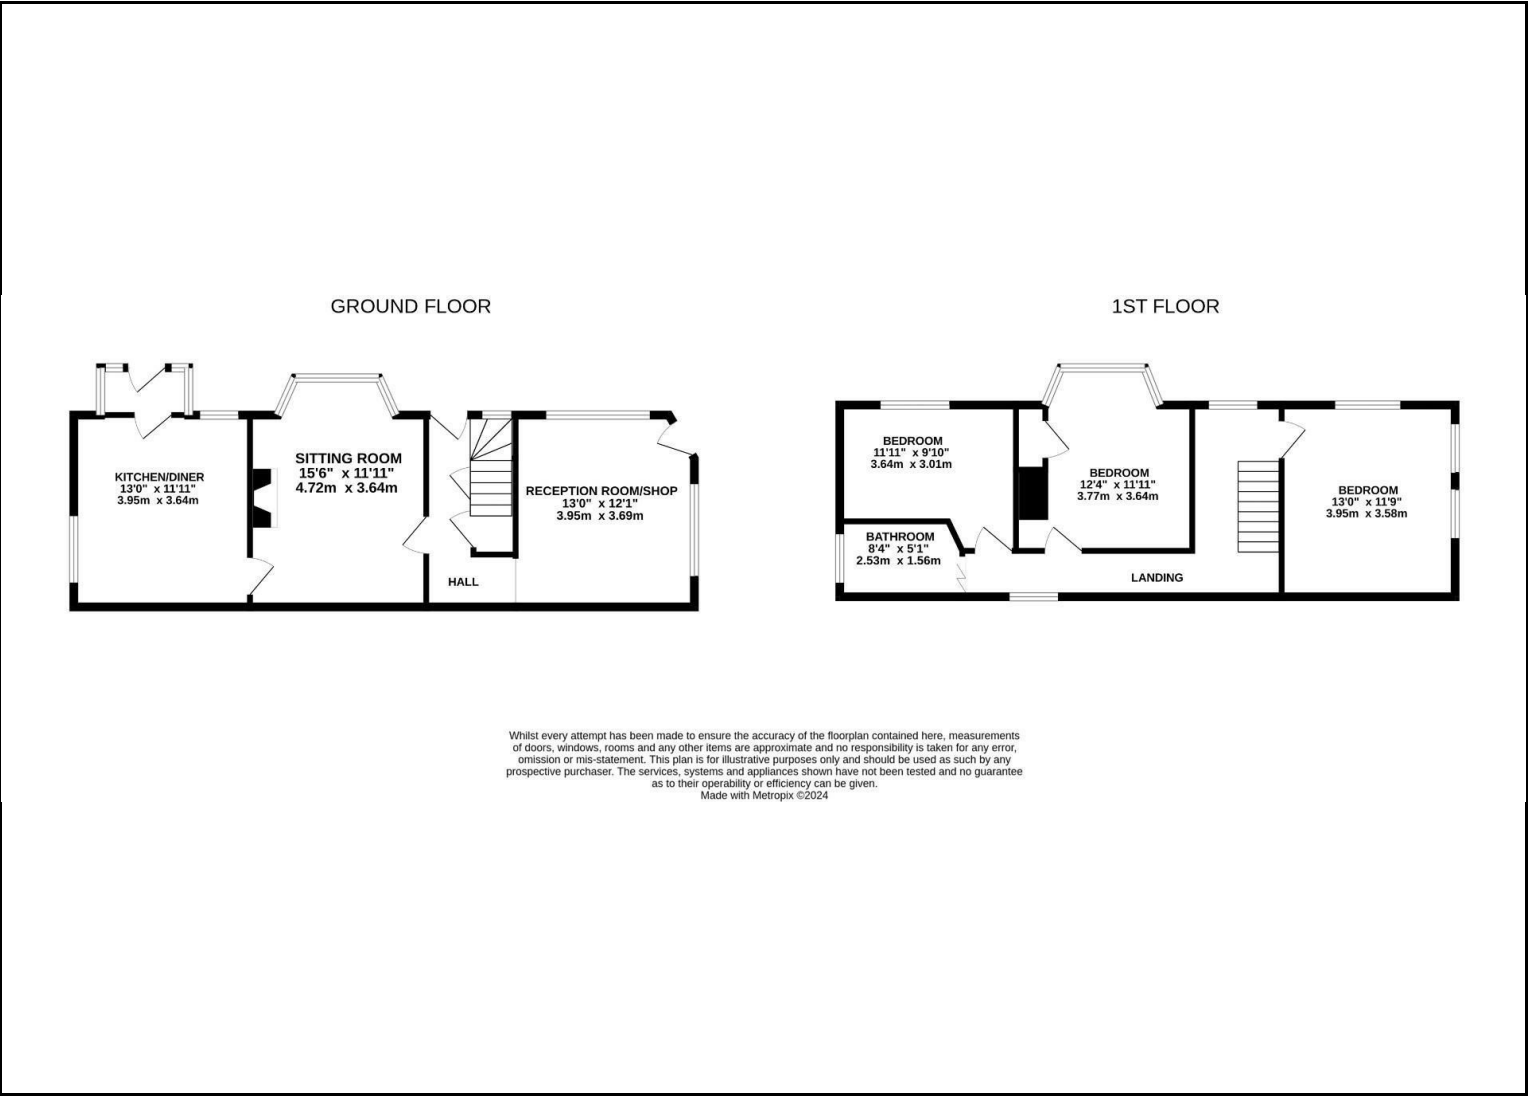 GROUND FLOOR
KITCHEN/DINER
13'0" x 11'11"
3.95m x 3.64m
SITTING ROOM
15'6" x 11'11"
4.72m x 3.64m
HALL
RECEPTION ROOM/SHOP
13'0" x 12'1"
3.95m x 3.69m
1ST FLOOR
BEDROOM
11'11" x 9'10"
3.64m x 3.01m
BATHROOM
8'4" x 5'1"
2.53m x 1.56m
BEDROOM
12'4" x 11'11"
3.77m x 3.64m
LANDING
BEDROOM
13'0" x 11'9"
3.95m x 3.58m
Whilst every attempt has been made to ensure the accuracy of the floorplan contained here, measurements
of doors, windows, rooms and any other items are approximate and no responsibility is taken for any error,
omission or mis-statement. This plan is for illustrative purposes only and should be used as such by any
prospective purchaser. The services, systems and appliances shown have not been tested and no guarantee
as to their operability or efficiency can be given.
Made with Metropix ©2024